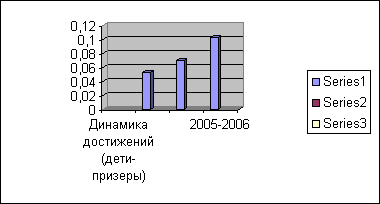 0,12
0,1
0,08
0,06
0,04
0,02
0
Динамика
достижений
(дети-
призеры)
2005-2006
Series1
Series2
Series3